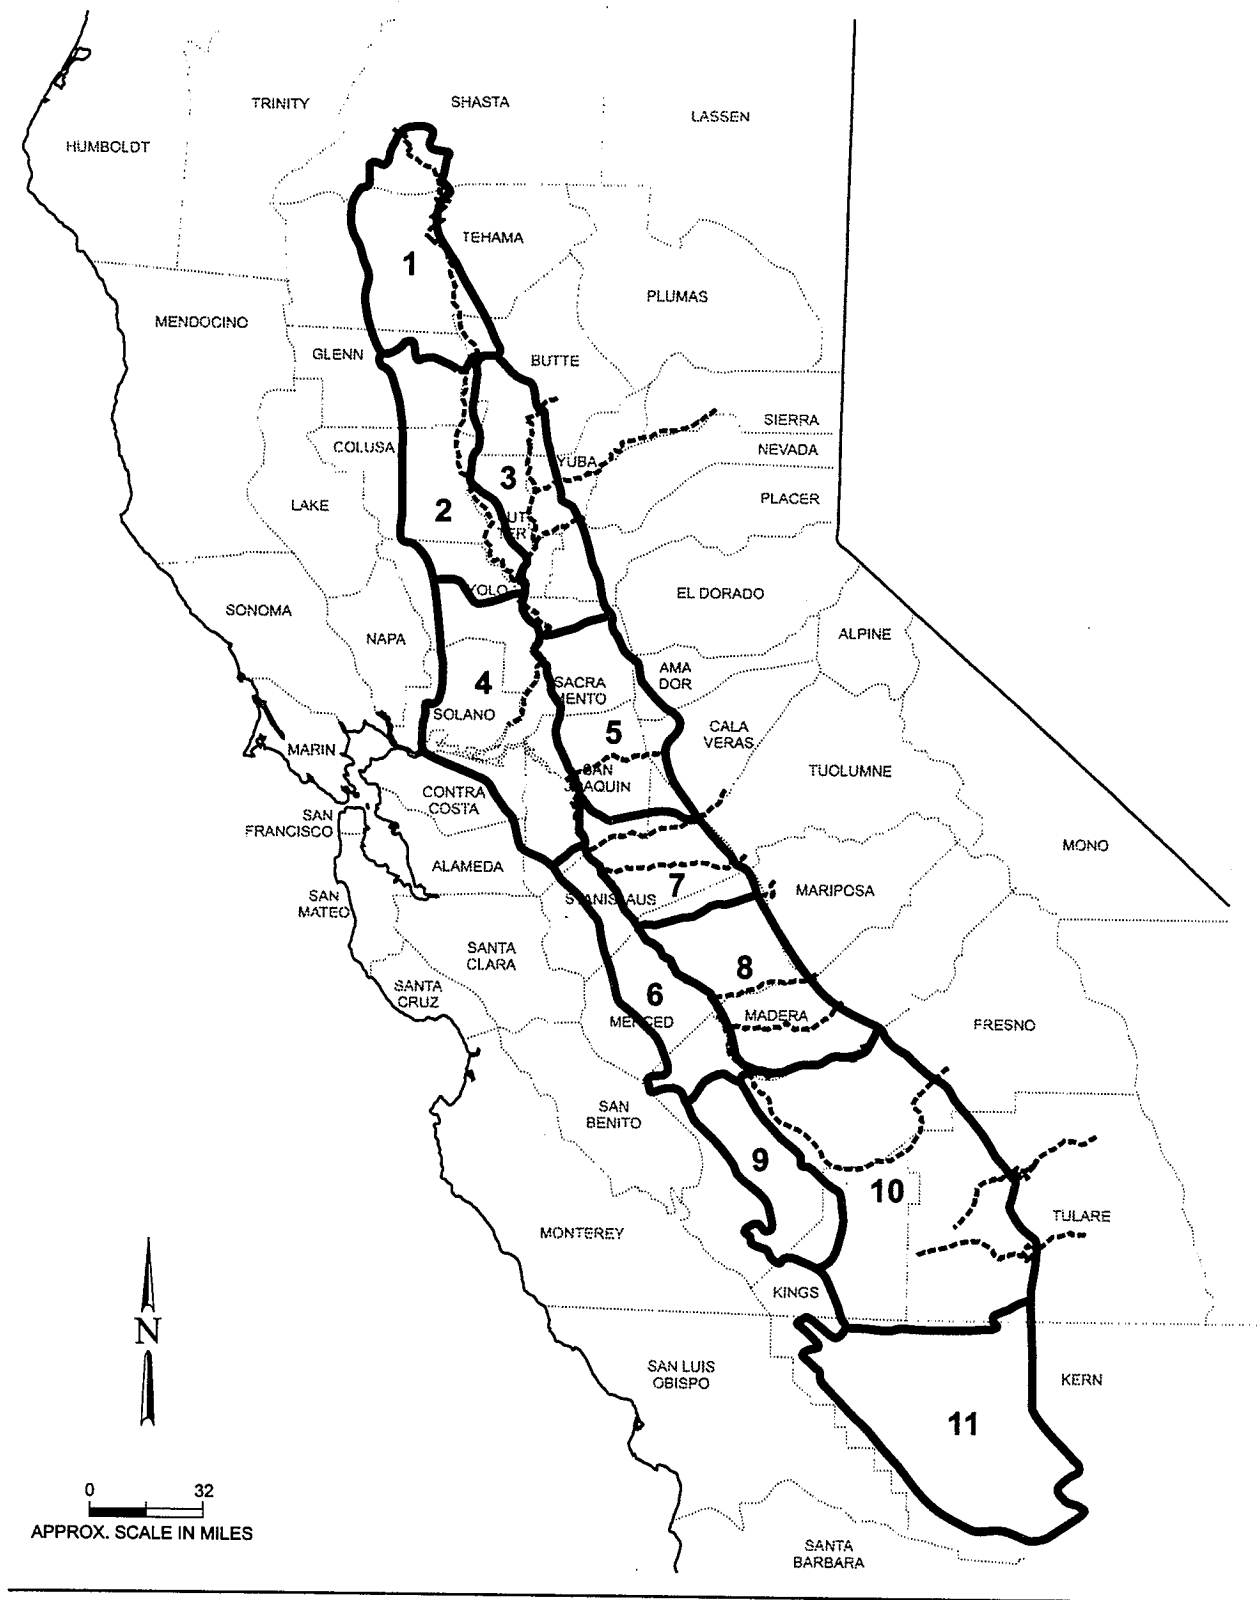 TRINITY
SHASTA
LASSEN
HUMBOLDT
TEHAMA
1
PLUMAS
MENDOCINO
GLENN
BUTTE
SIERRA
COLUSA
NEVADA
YUBA
3
PLACER
LAKE
2
UT
TER
YOLO
EL DORADO
SONOMA
NAPA
ALPINE
AMA
DOR
4
SACRA
MENTO
SOLANO
5
CALA
VERAS
MARIN
SAN
JOAQUIN
TUOLUMNE
CONTRA
COSTA
SAN
FRANCISCO
MONO
ALAMEDA
7
MARIPOSA
STANISLAUS
SAN
MATEO
SANTA
CLARA
8
SANTA
CRUZ
6
MERCED
MADERA
FRESNO
SAN
BENITO
9
10
TULARE
MONTEREY
KINGS
N
SAN LUIS
OBISPO
KERN
11
0 32
APPROX. SCALE IN MILES
SANTA
BARBARA